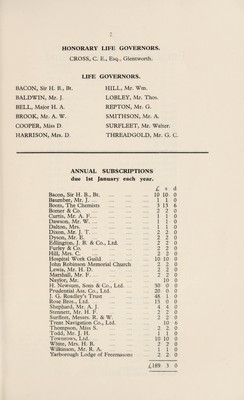 2
HONORARY LIFE GOVERNORS.
CROSS, C. E., Esq., Glentworth.
LIFE GOVERNORS.
BACON, Sir H. B., Bt.
BALDWIN, Mr. J.
BELL, Major H. A.
BROOK, Mr. A. W.
COOPER, Miss D.
HARRISON, Mrs. D.
HILL, Mr. Wm.
LOBLEY, Mr. Thos.
REPTON, Mr. G.
SMITHSON, Mr. A.
SURFLEET, Mr. Walter.
THREADGOLD, Mr. G. C.
ANNUAL SUBSCRIPTIONS
due 1st January each year.
£ s d
Bacon, Sir H. B., Bt. 10 10 0
Baumber, Mr. J. 1 1 0
Boots, The Chemists 3 13 6
Bomer & Co. 2 2 0
Curtis, Mr. A. F. 1 1 0
Dawson, Mr. W. 1 1 0
Dalton, Mrs. 1 1 0
Dixon, Mr. J. T. 2 2 0
Dyson, Mr. E. 2 2 0
Edlington, J. B. & Co., Ltd. 2 2 0
Furley & Co. 2 2 0
Hill, Mrs. C. 2 2 0
Hospital Work Guild 10 10 0
John Robinson Memorial Church 5 2 0
Lewis, Mr. H. D. 2 2 0
Marshall, Mr. F. 2 2 0
Naylor, Mr. 10 0
H. Newsum, Sons & Co., Ltd. 30 0 0
Prudential Ass. Co., Ltd. 20 0 0
J. G. Roadley's Trust 48 1 0
Rose Bros., Ltd. 15 0 0
Shephard, Mr. A. J. 4 4 0
Stennett, Mr. H. F. 2 2 0
Surfleet, Messrs. R. & W. 2 2 0
Trent Navigation Co., Ltd. 10 6
Thompson, Miss S. 2 2 0
Todd, Mr. J. H. 1 1 0
Townrows, Ltd. 10 10 0
White, Mrs. H. B. 2 2 0
Wilkinson, Mr. R. A. 1 1 0
Yarborough Lodge of Freemasons 2 2 0
£189 3 0